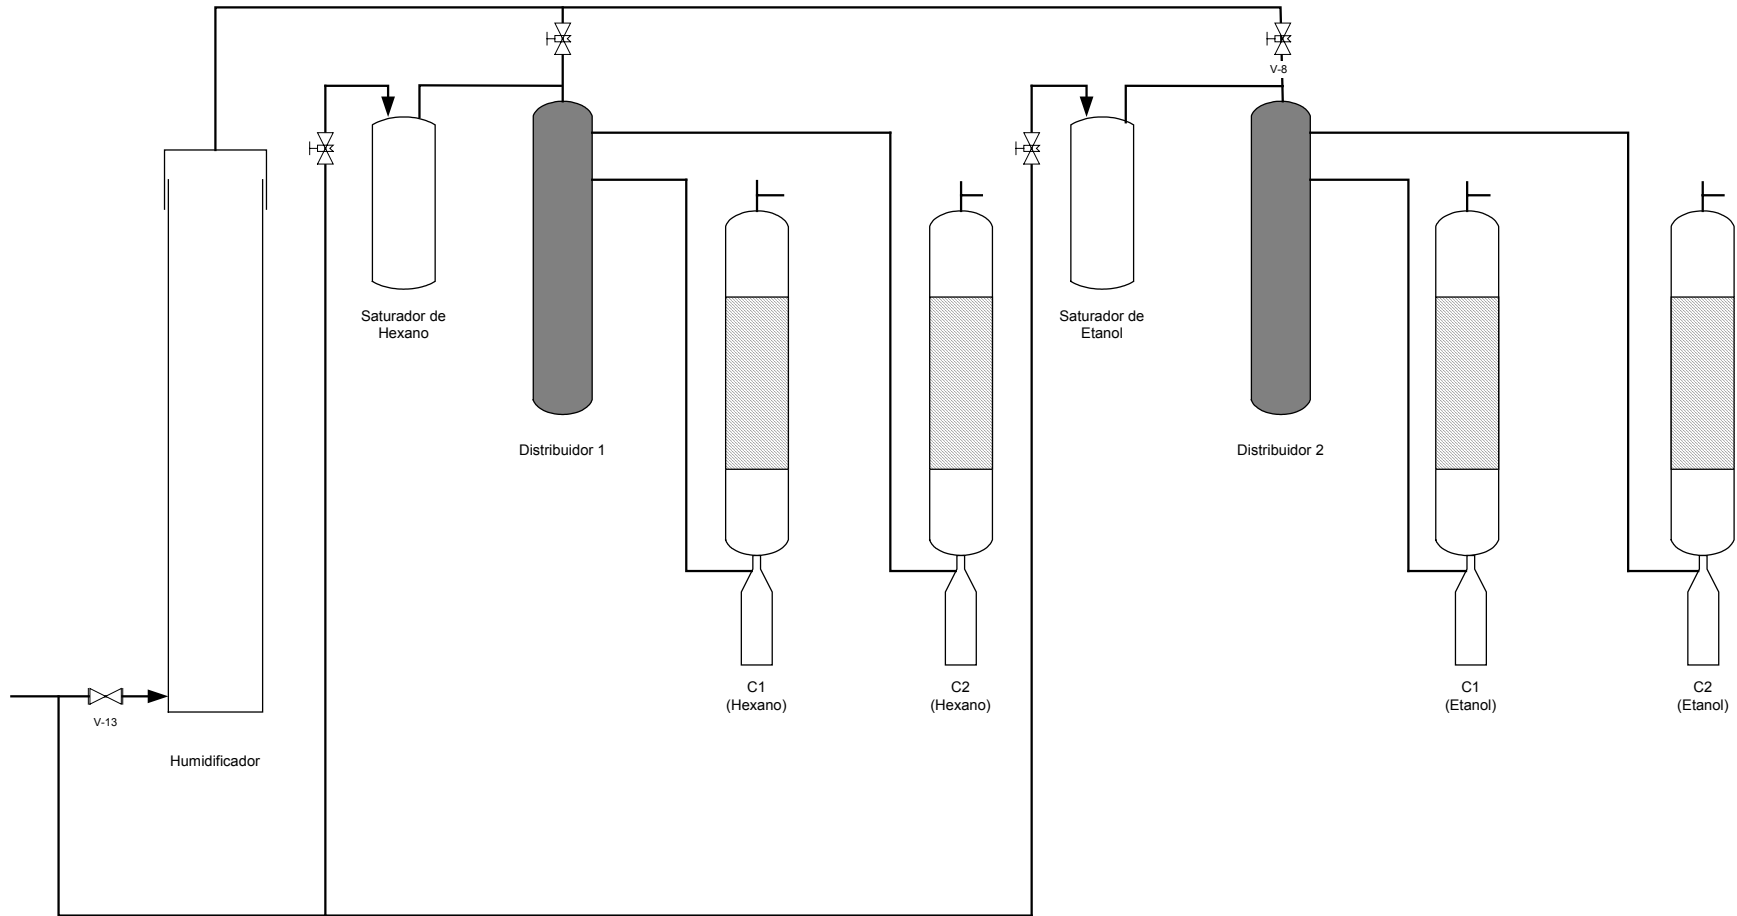 V-8
Saturador de
Hexano
Saturador de
Etanol
Distribuidor 1
Distribuidor 2
C1
(Hexano)
C2
(Hexano)
C1
(Etanol)
C2
(Etanol)
V-13
Humidificador